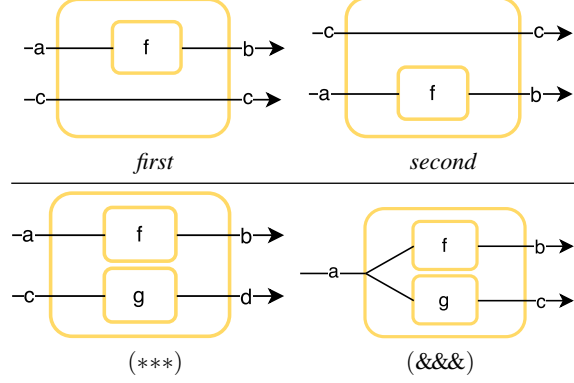 a f b
c c
first
c c
a f b
second
a f b
c g d
(***)
a f b
g c
(&&&)